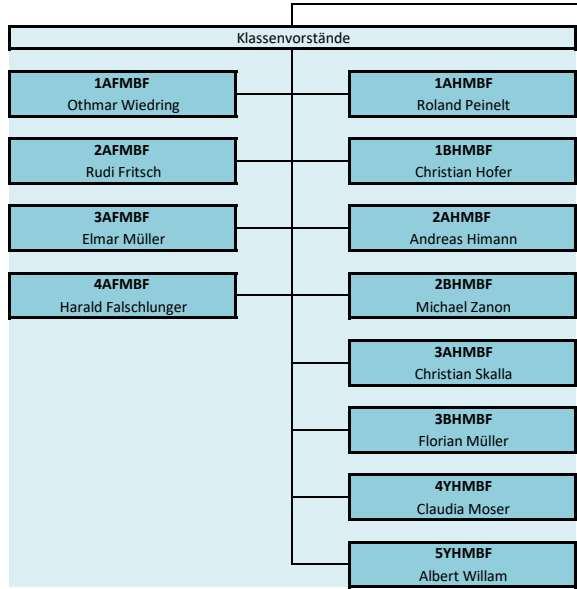 Klassenvorstände
1AFMBF
Othmar Wiedring
1AHMBF
Roland Peinelt
2AFMBF
Rudi Fritsch
1BHMBF
Christian Hofer
3AFMBF
Elmar Müller
2AHMBF
Andreas Himann
4AFMBF
Harald Falschlunger
2BHMBF
Michael Zanon
3AHMBF
Christian Skalla
3BHMBF
Florian Müller
4YHMBF
Claudia Moser
5YHMBF
Albert Willam